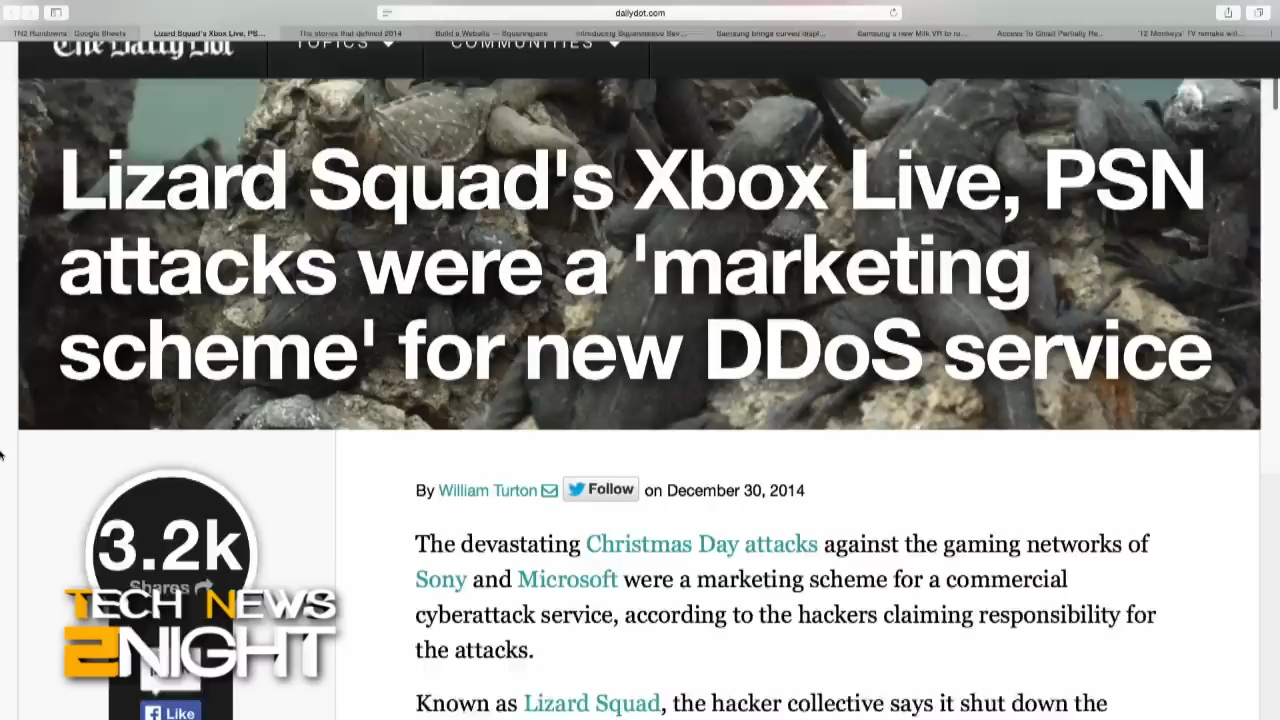 dailydot.com
TN2 Rundowns - Google Sheets
Lizard Squad's Xbox Live, PS...
The stories that defined 2014
Build a Website — Squarespace
Introducing Squarespace Sev...
Samsung brings curved displ...
Samsung's new Milk VR to ro...
Access To Gmail Partially Re...
'12 Monkeys' TV remake will...
The Daily Dot
TOPICS
COMMUNITIES
Lizard Squad's Xbox Live, PSN
attacks were a 'marketing
scheme' for new DDoS service
3.2k
Shares
By William Turton Follow on December 30, 2014
The devastating Christmas Day attacks against the gaming networks of
Sony and Microsoft were a marketing scheme for a commercial
cyberattack service, according to the hackers claiming responsibility for
the attacks.
Known as Lizard Squad, the hacker collective says it shut down the
TECH NEWS
2NIGHT
Like